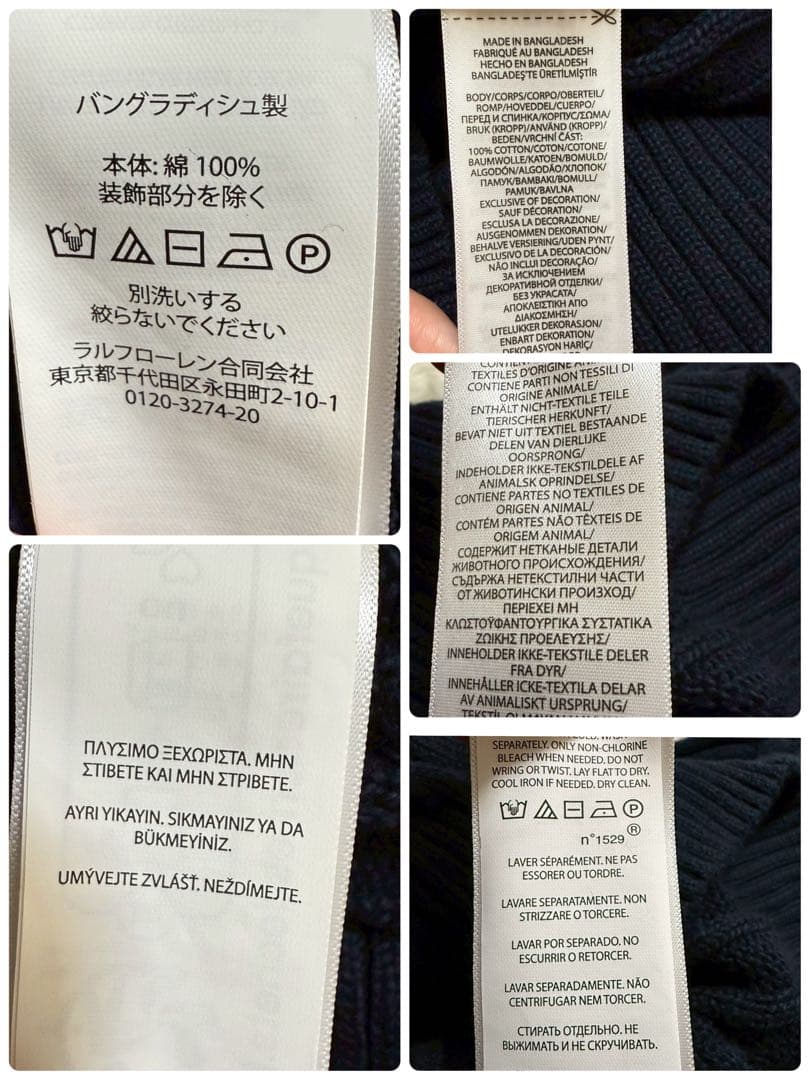 バングラディシュ製
本体: 綿 100%
装飾部分を除く
P
別洗いする
絞らないでください
ラルフローレン合同会社
東京都千代田区永田町2-10-1
0120-3274-20
MADE IN BANGLADESH
FABRIQUÉ AU BANGLADESH
HECHO EN BANGLADESH
BANGLADEŞ'TE ÜRETİLMİŞTİR
BODY/CORPS/CORPO/OBERTEIL/
ROMP/HOVEDDEL/CUERPO/
ПЕРЕД И СПИНКА/КОРПУС/ΣΩΜΑ/
BRUK (KROPP)/ANVÄND (KROPP)/
BEDEN/VRCHNÍ ČÁST:
100% COTTON/COTON/COTONE/
BAUMWOLLE/KATOEN/BOMULD/
ALGODÓN/ALGODÃO/ХЛОПОК/
ПАМУК/ΒΑΜΒΑΚΙ/BOMULL/
PAMUK/BAVLNA
EXCLUSIVE OF DECORATION/
SAUF DÉCORATION/
ESCLUSA LA DECORAZIONE/
AUSGENOMMEN DEKORATION/
BEHALVE VERSIERING/UDEN PYNT/
EXCLUSIVO DE LA DECORACIÓN/
NÃO INCLUI DECORAÇÃO/
ЗА ИСКЛЮЧЕНИЕМ
ДЕКОРАТИВНОЙ ОТДЕЛКИ/
БЕЗ УКРАСАТА/
ΑΠΟΚΛΕΙΣΤΙΚΗ ΑΠΟ
ΔΙΑΚΟΣΜΗΣΗ/
UTELUKKER DEKORASJON/
ENBART DEKORATION/
DEKORASYON HARİÇ/
TEXTILES D'ORIGINE
CONTIENE PARTI NON TESSILI DI
ORIGINE ANIMALE/
ENTHÄLT NICHT-TEXTILE TEILE
TIERISCHER HERKUNFT/
BEVAT NIET UIT TEXTIEL BESTAANDE
DELEN VAN DIERLIJKE
OORSPRONG/
INDEHOLDER IKKE-TEKSTILDELE AF
ANIMALSK OPRINDELSE/
CONTIENE PARTES NO TEXTILES DE
ORIGEN ANIMAL/
CONTÉM PARTES NÃO TÊXTEIS DE
ORIGEM ANIMAL/
СОДЕРЖИТ НЕТКАНЫЕ ДЕТАЛИ
ЖИВОТНОГО ПРОИСХОЖДЕНИЯ/
СЪДЪРЖА НЕТЕКСТИЛНИ ЧАСТИ
ОТ ЖИВОТИНСКИ ПРОИЗХОД/
ΠΕΡΙΕΧΕΙ ΜΗ
ΚΛΩΣΤΟΫΦΑΝΤΟΥΡΓΙΚΑ ΣΥΣΤΑΤΙΚΑ
ΖΩΙΚΗΣ ΠΡΟΕΛΕΥΣΗΣ/
INNEHOLDER IKKE-TEKSTILE DELER
FRA DYR/
INNEHÅLLER ICKE-TEXTILA DELAR
AV ANIMALISKT URSPRUNG/
ΠΛΥΣΙΜΟ ΞΕΧΩΡΙΣΤΑ. ΜΗΝ
ΣΤΙΒΕΤΕ ΚΑΙ ΜΗΝ ΣΤΡΙΒΕΤΕ.
AYRI YIKAYIN. SIKMAYINIZ YA DA
BÜKMEYİNİZ.
UMÝVEJTE ZVLÁŠŤ. NEŽDÍMEJTE.
SEPARATELY. ONLY NON-CHLORINE
BLEACH WHEN NEEDED. DO NOT
WRING OR TWIST. LAY FLAT TO DRY.
COOL IRON IF NEEDED. DRY CLEAN.
P
®
n°1529
LAVER SÉPARÉMENT. NE PAS
ESSORER OU TORDRE.
LAVARE SEPARATAMENTE. NON
STRIZZARE O TORCERE.
LAVAR POR SEPARADO. NO
ESCURRIR O RETORCER.
LAVAR SEPARADAMENTE. NÃO
CENTRIFUGAR NEM TORCER.
СТИРАТЬ ОТДЕЛЬНО. НЕ
ВЫЖИМАТЬ И НЕ СКРУЧИВАТЬ.